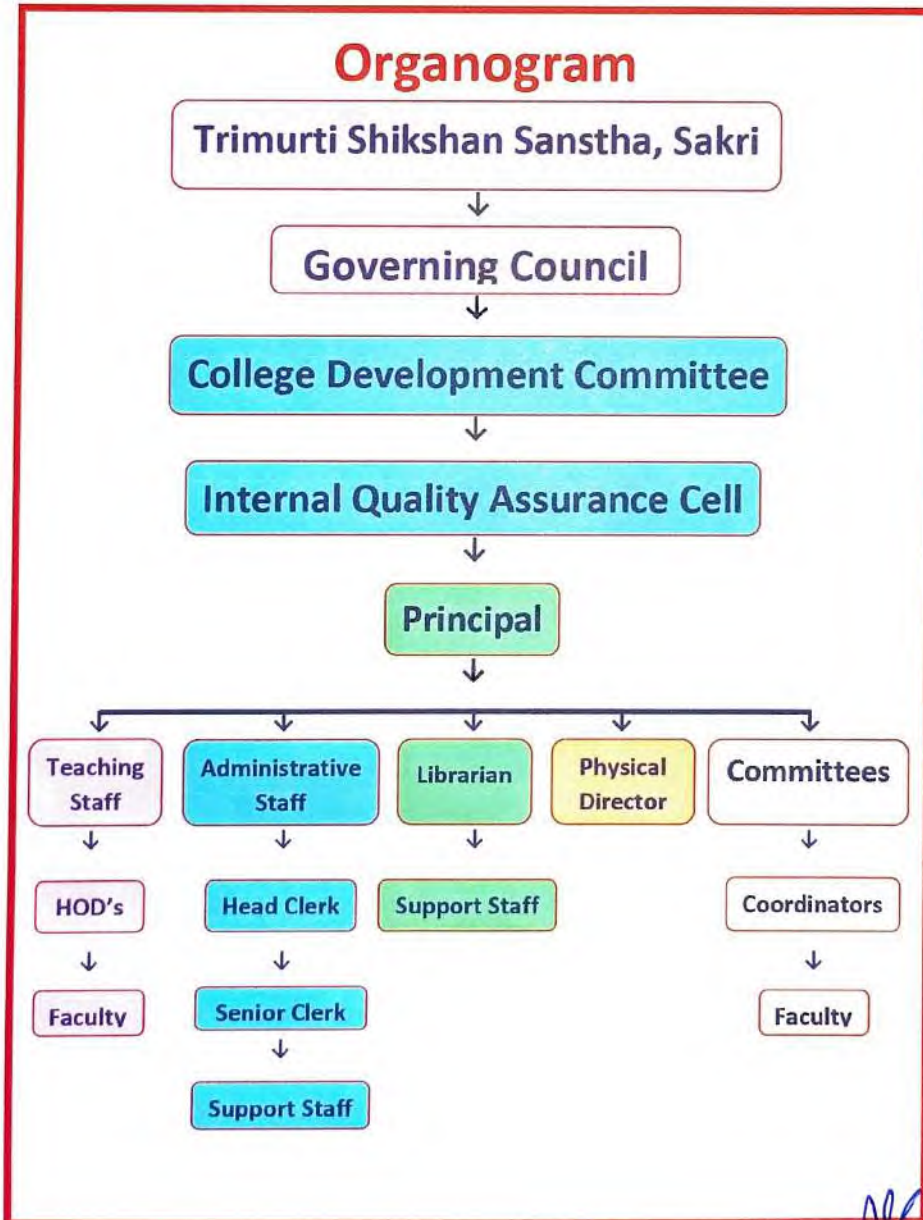 Organogram
Trimurti Shikshan Sanstha, Sakri
Governing Council
College Development Committee
Internal Quality Assurance Cell
Principal
Teaching
Staff
Administrative
Staff
Librarian
Physical
Director
Committees
HOD's
Head Clerk
Support Staff
Coordinators
Faculty
Senior Clerk
Faculty
Support Staff